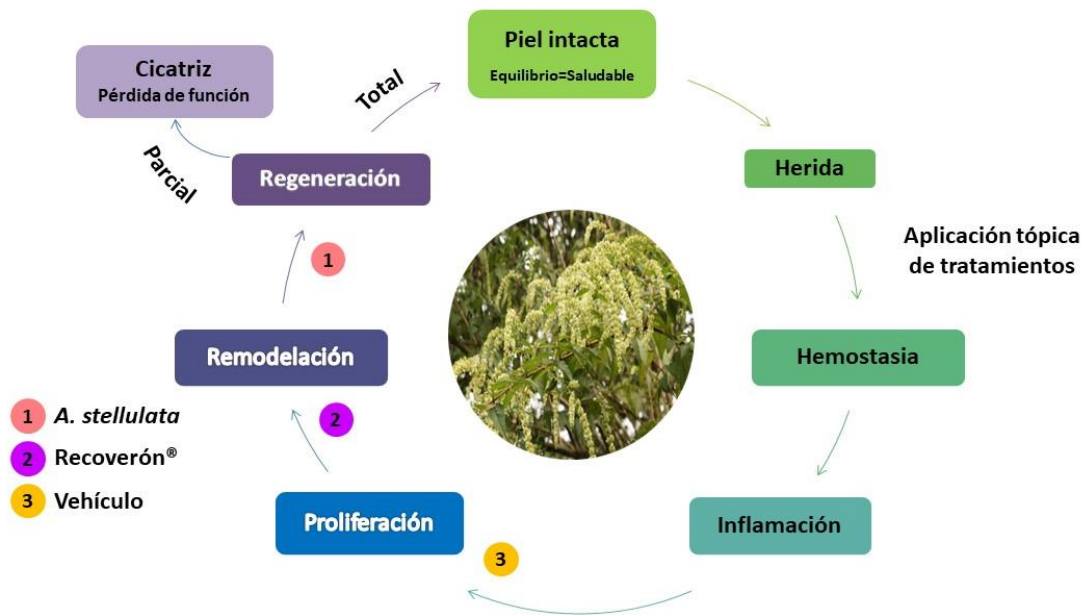 Piel intacta
Equilibrio=Saludable
Cicatriz
Pérdida de función
Total
Parcial
Regeneración
Herida
Aplicación tópica
de tratamientos
1
Remodelación
Hemostasia
1 A. stellulata
2 Recoverón®
3 Vehículo
2
Proliferación
Inflamación
3